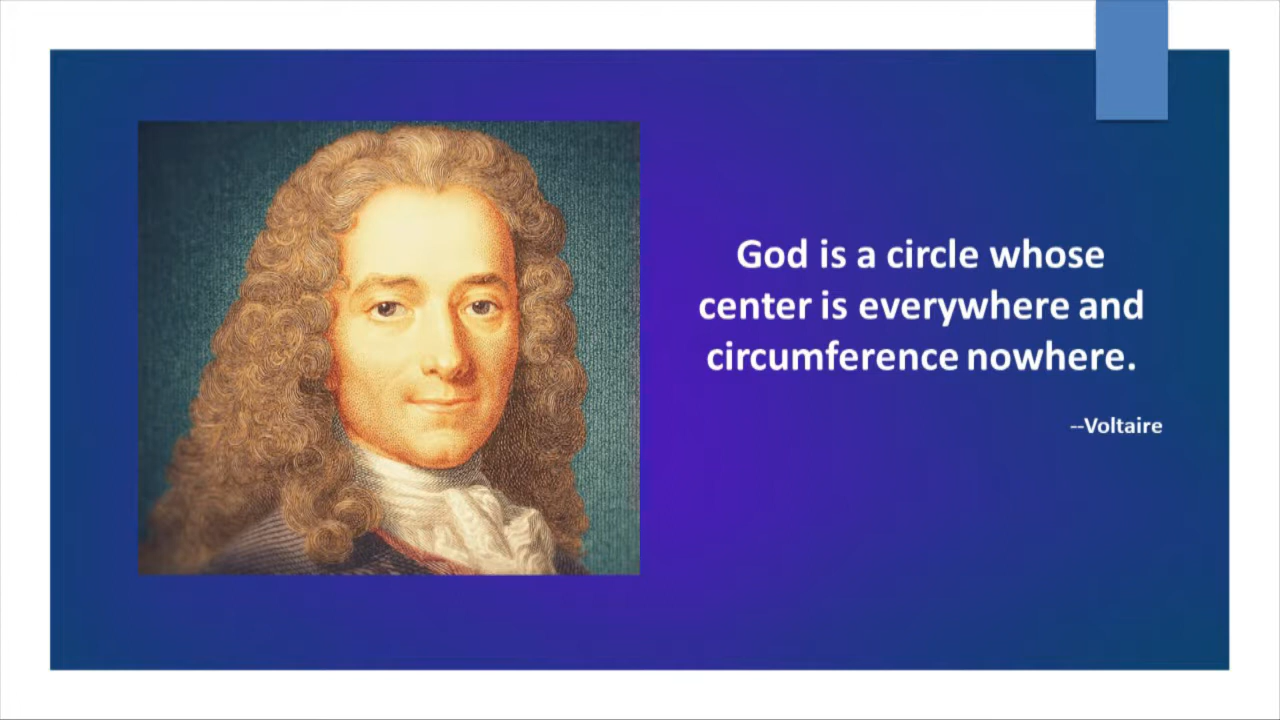 God is a circle whose
center is everywhere and
circumference nowhere.
--Voltaire